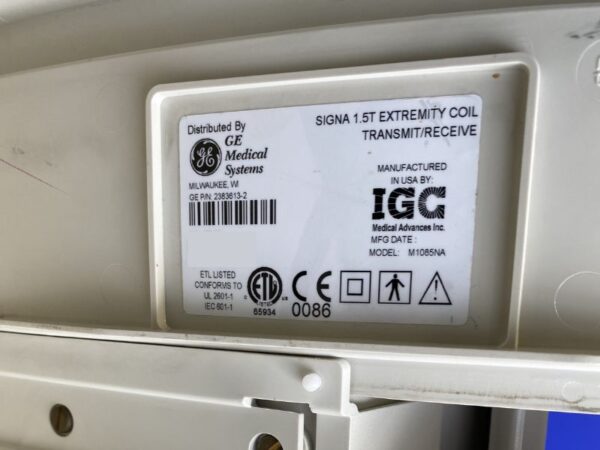 Distributed By
GE
Medical
Systems
GE
MILWAUKEE, WI
GE P/N: 2383613-2
SIGNA 1.5T EXTREMITY COIL
TRANSMIT/RECEIVE
MANUFACTURED
IN USA BY:
IGC
Medical Advances Inc.
MFG DATE :
MODEL: M1085NA
ETL LISTED
CONFORMS TO
UL 2601-1
IEC 601-1
C ETL US
65934
CE
0086